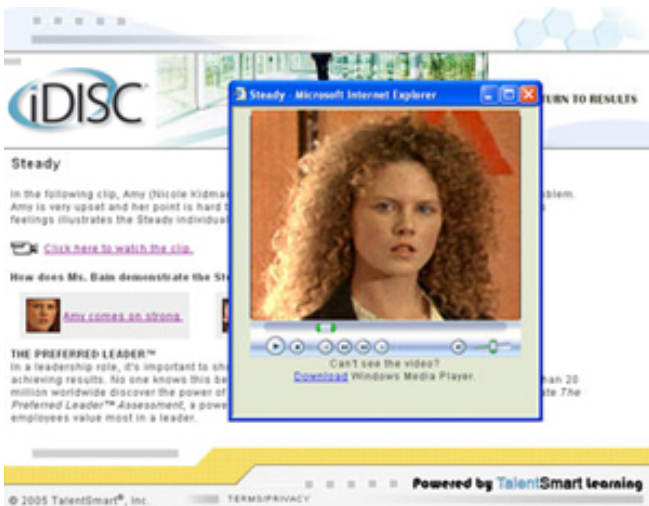 iDISC
Steady - Microsoft Internet Explorer
TURN TO RESULTS
Steady
In the following clip, Amy (Nicole Kidma
oblem.
Amy is very upset and her point is hard t
s
feelings illustrates the Steady individual
Click here to watch the clip.
How does Ms. Bain demonstrate the St
Amy comes on strong.
Can't see the video?
Download Windows Media Player.
THE PREFERRED LEADER™
In a leadership role, it's important to sh
achieving results. No one knows this be
han 20
million worldwide discover the power of
ate The
Preferred Leader™ Assessment, a powe
employees value most in a leader.
Powered by TalentSmart Learning
© 2005 TalentSmart®, Inc.
TERMS/PRIVACY